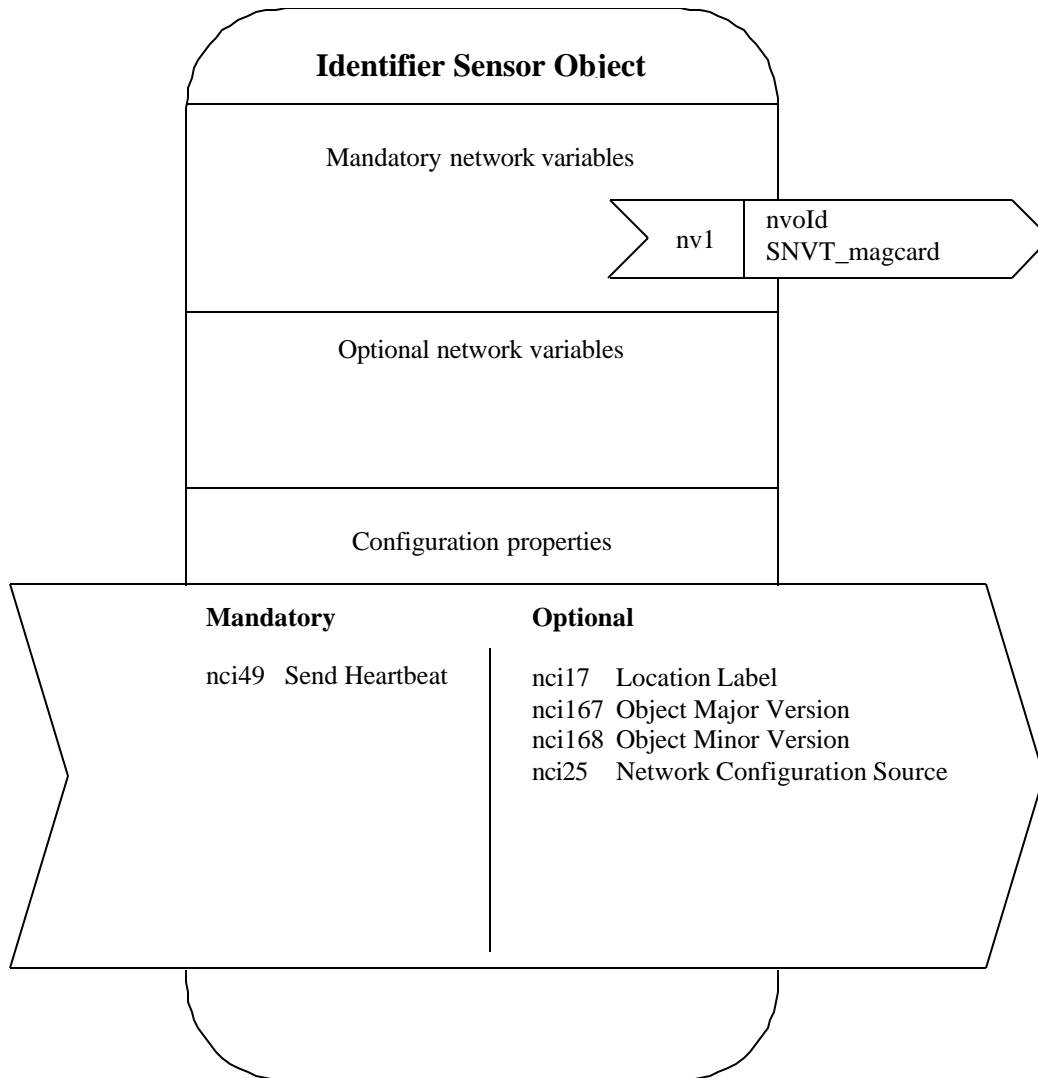 Identifier Sensor Object
Mandatory network variables
nv1
nvoId
SNVT_magcard
Optional network variables
Configuration properties
Mandatory
nci49 Send Heartbeat
Optional
nci17 Location Label
nci167 Object Major Version
nci168 Object Minor Version
nci25 Network Configuration Source